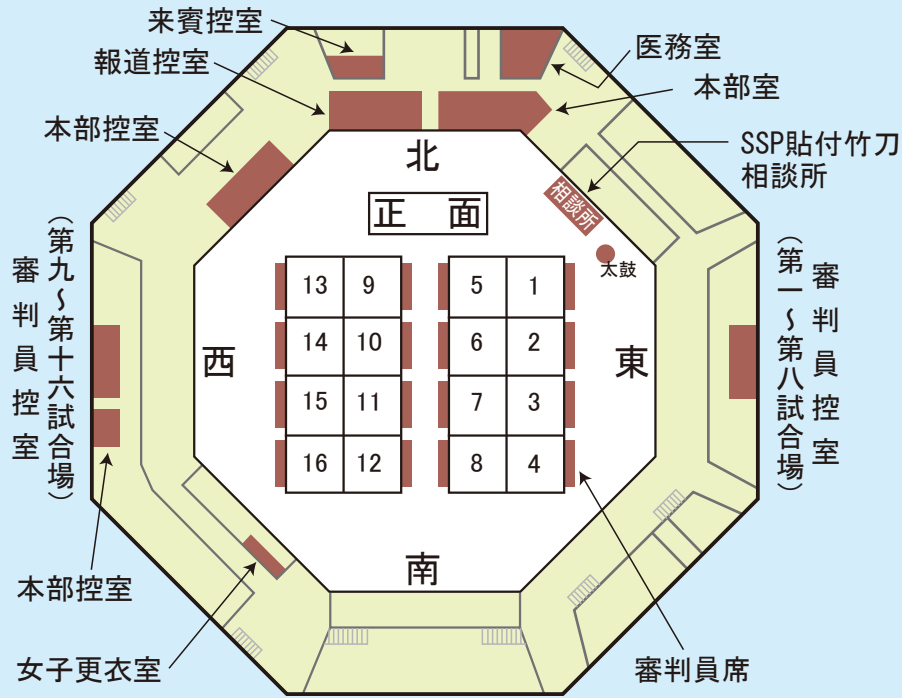 来賓控室
報道控室
本部控室
医務室
本部室
SSP貼付竹刀
相談所
北
正 面
相談所
太鼓
審判員控室
(第九～第十六試合場)
審判員控室
(第一～第八試合場)
西
東
13 9
5 1
14 10
6 2
15 11
7 3
16 12
8 4
南
本部控室
女子更衣室
審判員席